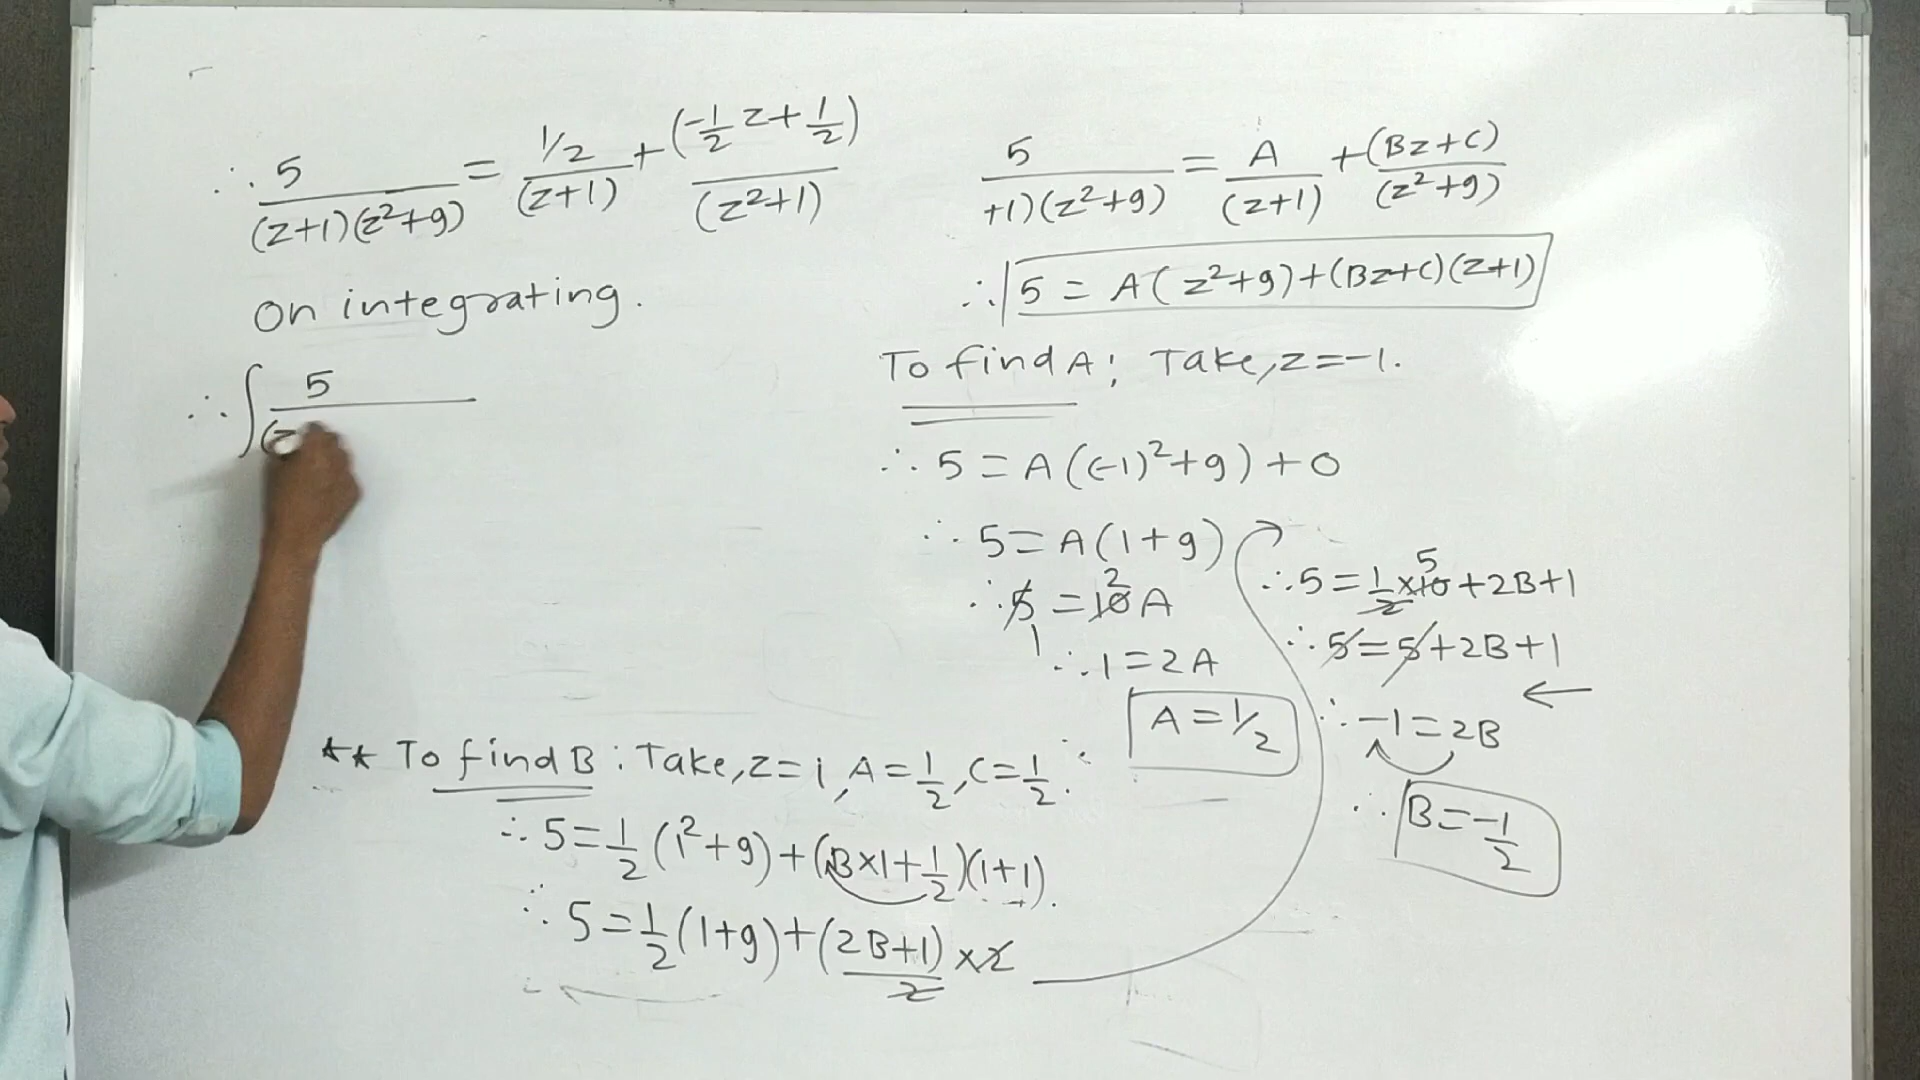 ∴ 5/((z+1)(z²+9)) = (1/2)/(z+1) + (-1/2 z + 1/2)/(z²+1)
on integrating.
∴ ∫ 5/(z
5/(+1)(z²+9) = A/(z+1) + (Bz+C)/(z²+9)
∴ 5 = A(z²+9)+(Bz+C)(z+1)
To find A: Take, z=-1.
∴ 5 = A((-1)²+9)+0
∴ 5 = A(1+9)
∴ 5 = 10 A 2
1 ∴ 1 = 2A
∴ A = 1/2
** To find B: Take, z=1, A=1/2, C=1/2.
∴ 5 = 1/2 (1²+9)+(B×1+1/2)(1+1).
∴ 5 = 1/2 (1+9)+(2B+1)/2 ×2
∴ 5 = 1/2 ×10 5 +2B+1
∴ 5 = 5+2B+1
∴ -1 = 2B
∴ B = -1/2